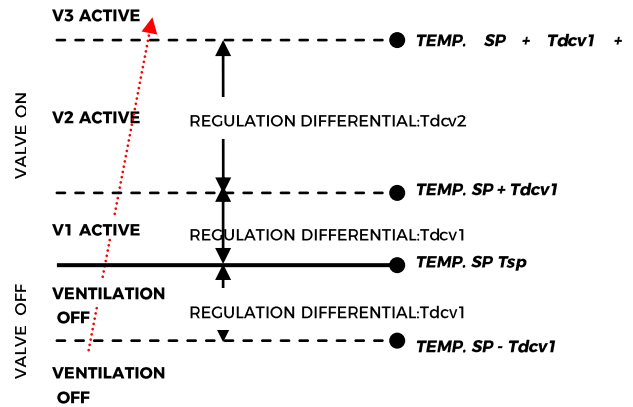 V3 ACTIVE
TEMP. SP + Tdcv1 +
V2 ACTIVE
REGULATION DIFFERENTIAL:Tdcv2
VALVE ON
TEMP. SP + Tdcv1
V1 ACTIVE
REGULATION DIFFERENTIAL:Tdcv1
TEMP. SP Tsp
VENTILATION
OFF
REGULATION DIFFERENTIAL:Tdcv1
VALVE OFF
TEMP. SP - Tdcv1
VENTILATION
OFF